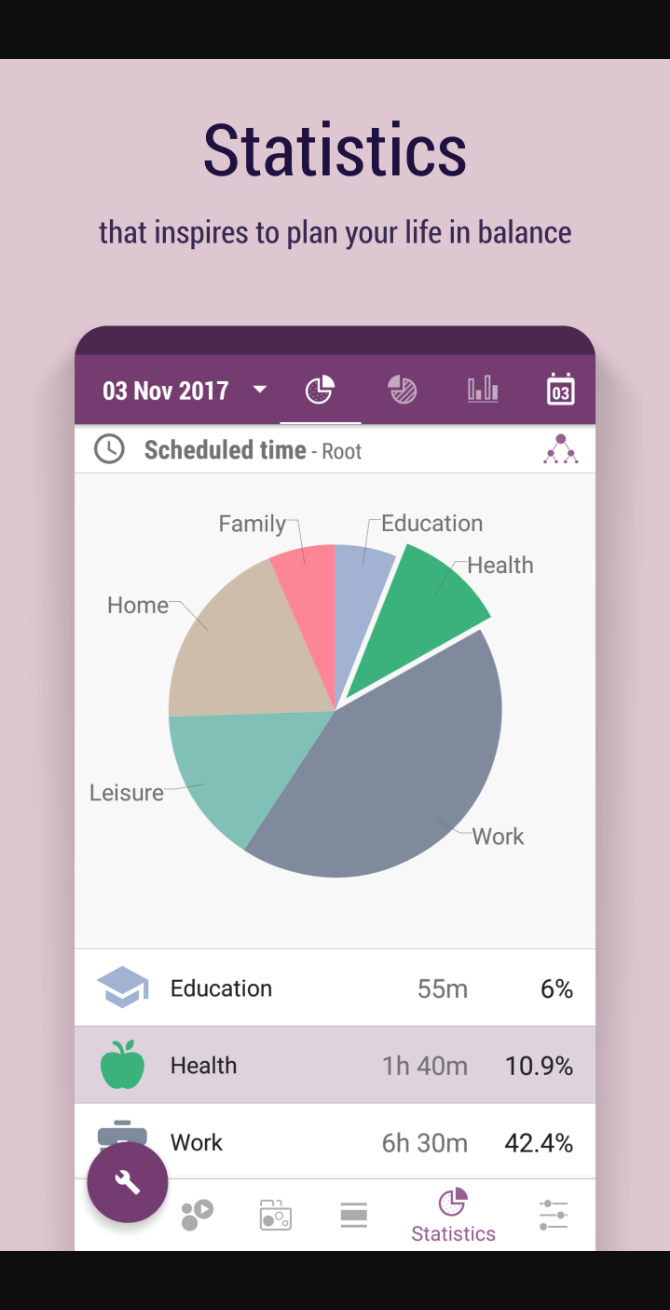 Statistics
that inspires to plan your life in balance
03 Nov 2017
03
Scheduled time - Root
Family
Education
Health
Home
Leisure
Work
Education 55m 6%
Health 1h 40m 10.9%
Work 6h 30m 42.4%
Statistics